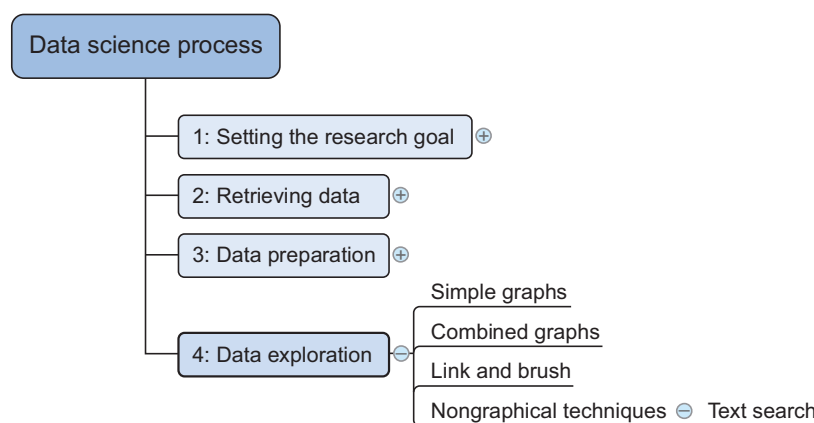 Data science process
1: Setting the research goal
2: Retrieving data
3: Data preparation
4: Data exploration
Simple graphs
Combined graphs
Link and brush
Nongraphical techniques
Text search